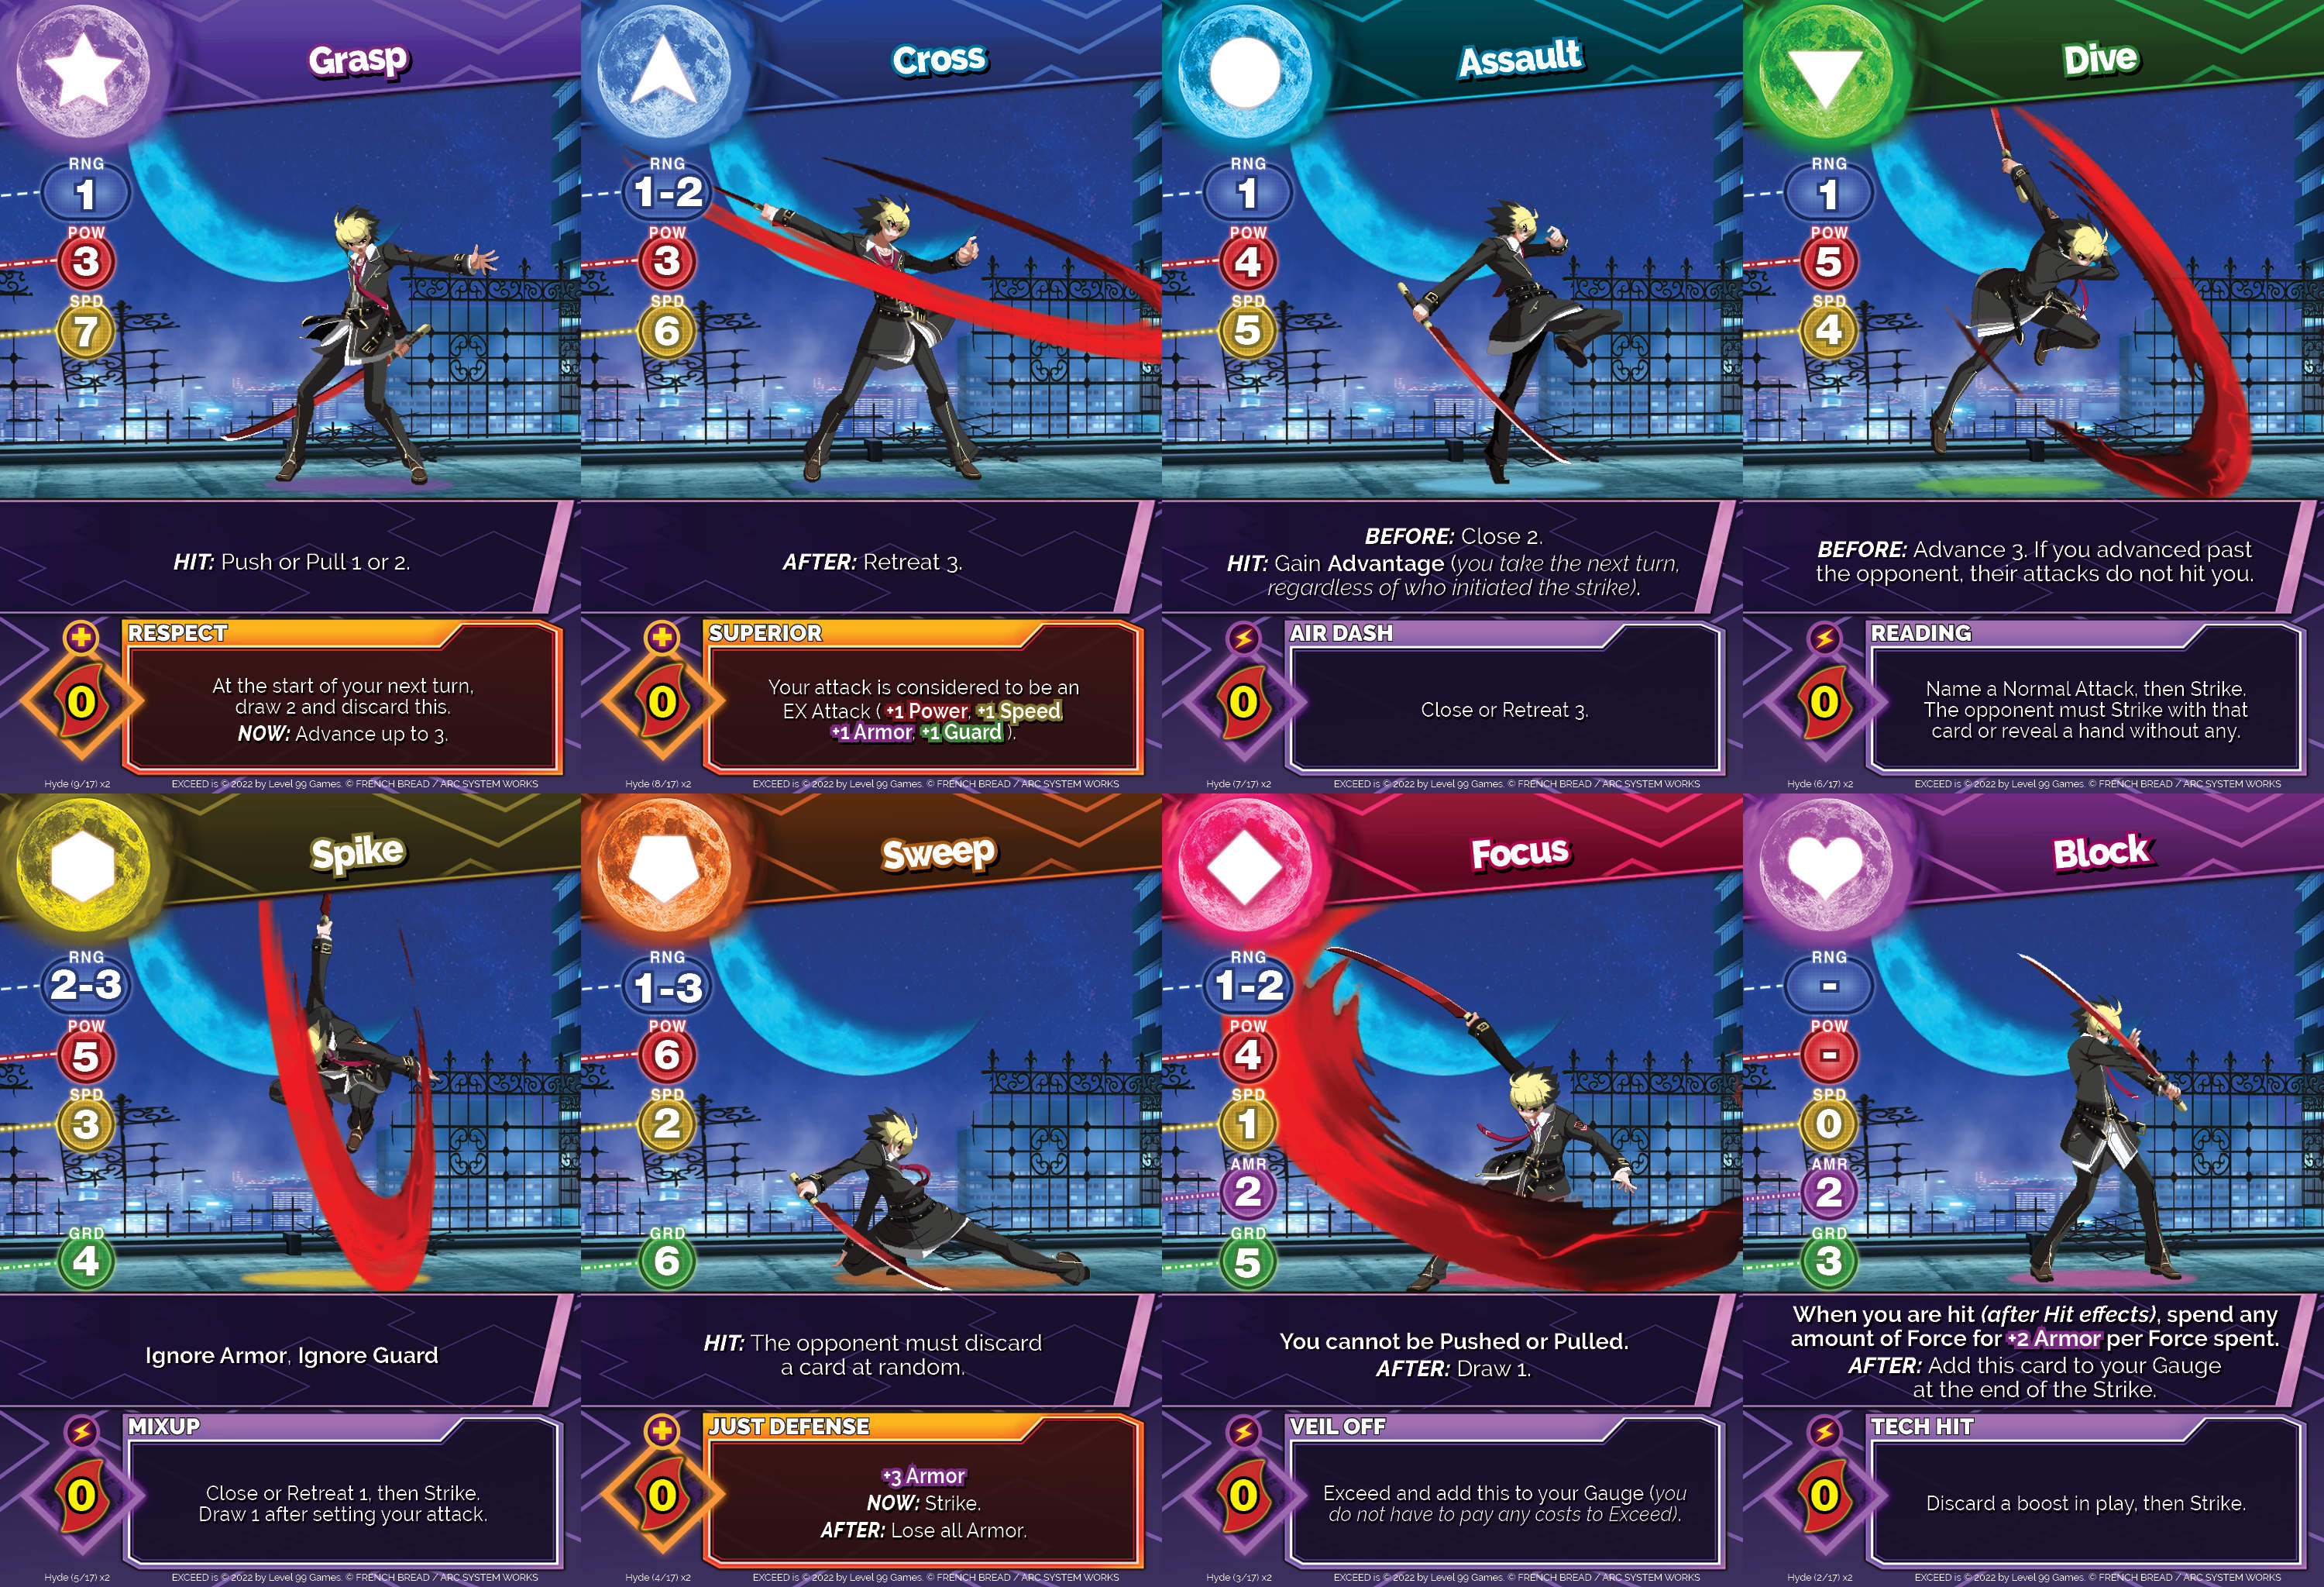 Grasp
RNG
1
POW
3
SPD
7
HIT: Push or Pull 1 or 2.
RESPECT
0
At the start of your next turn,
draw 2 and discard this.
NOW: Advance up to 3.
Hyde (9/17) x2
EXCEED is © 2022 by Level 99 Games. © FRENCH BREAD / ARC SYSTEM WORKS
Cross
RNG
1-2
POW
3
SPD
6
AFTER: Retreat 3.
SUPERIOR
0
Your attack is considered to be an
EX Attack ( +1 Power, +1 Speed
+1 Armor, +1 Guard ).
Hyde (8/17) x2
EXCEED is © 2022 by Level 99 Games. © FRENCH BREAD / ARC SYSTEM WORKS
Assault
RNG
1
POW
4
SPD
5
BEFORE: Close 2.
HIT: Gain Advantage (you take the next turn,
regardless of who initiated the strike).
AIR DASH
0
Close or Retreat 3.
Hyde (7/17) x2
EXCEED is © 2022 by Level 99 Games. © FRENCH BREAD / ARC SYSTEM WORKS
Dive
RNG
1
POW
5
SPD
4
BEFORE: Advance 3. If you advanced past
the opponent, their attacks do not hit you.
READING
0
Name a Normal Attack, then Strike.
The opponent must Strike with that
card or reveal a hand without any.
Hyde (6/17) x2
EXCEED is © 2022 by Level 99 Games. © FRENCH BREAD / ARC SYSTEM WORKS
Spike
RNG
2-3
POW
5
SPD
3
GRD
4
Ignore Armor, Ignore Guard
MIXUP
0
Close or Retreat 1, then Strike.
Draw 1 after setting your attack.
Hyde (5/17) x2
EXCEED is © 2022 by Level 99 Games. © FRENCH BREAD / ARC SYSTEM WORKS
Sweep
RNG
1-3
POW
6
SPD
2
GRD
6
HIT: The opponent must discard
a card at random.
JUST DEFENSE
0
+3 Armor
NOW: Strike.
AFTER: Lose all Armor.
Hyde (4/17) x2
EXCEED is © 2022 by Level 99 Games. © FRENCH BREAD / ARC SYSTEM WORKS
Focus
RNG
1-2
POW
4
SPD
1
AMR
2
GRD
5
You cannot be Pushed or Pulled.
AFTER: Draw 1.
VEIL OFF
0
Exceed and add this to your Gauge (you
do not have to pay any costs to Exceed).
Hyde (3/17) x2
EXCEED is © 2022 by Level 99 Games. © FRENCH BREAD / ARC SYSTEM WORKS
Block
RNG
-
POW
-
SPD
0
AMR
2
GRD
3
When you are hit (after Hit effects), spend any
amount of Force for +2 Armor per Force spent.
AFTER: Add this card to your Gauge
at the end of the Strike.
TECH HIT
0
Discard a boost in play, then Strike.
Hyde (2/17) x2
EXCEED is © 2022 by Level 99 Games. © FRENCH BREAD / ARC SYSTEM WORKS